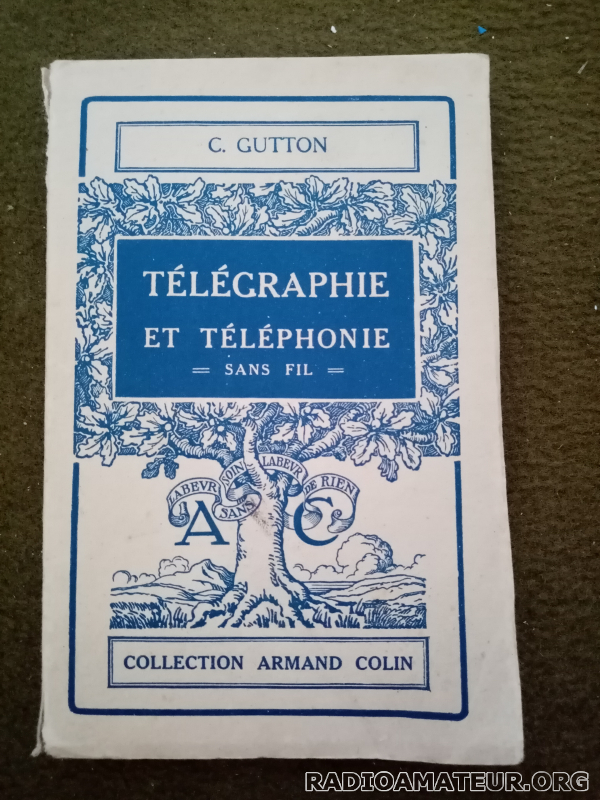 C. GUTTON
TÉLÉGRAPHIE
ET TÉLÉPHONIE
= SANS FIL =
LABEVR SANS SOIN LABEVR DE RIEN
A C
COLLECTION ARMAND COLIN
RADIOAMATEUR.ORG